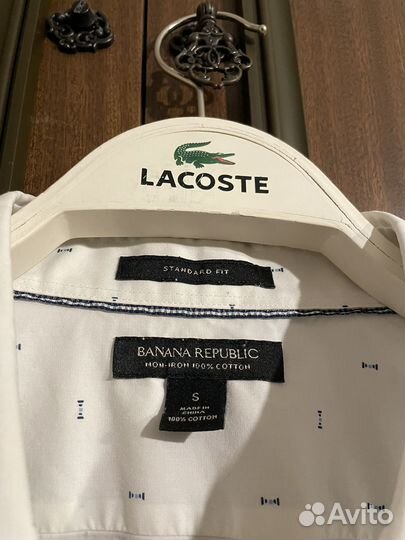 LACOSTE
STANDARD FIT
BANANA REPUBLIC
NON-IRON 100% COTTON
S
MADE IN
CHINA
100% COTTON
Avito